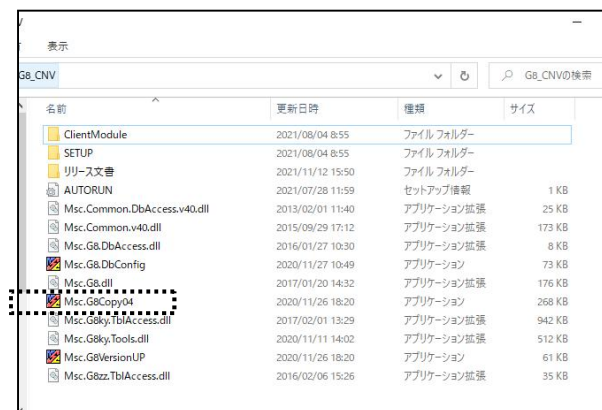 表示
G8_CNV
G8_CNVの検索
名前 更新日時 種類 サイズ
ClientModule 2021/08/04 8:55 ファイル フォルダー
SETUP 2021/08/04 8:55 ファイル フォルダー
リリース文書 2021/11/12 15:50 ファイル フォルダー
AUTORUN 2021/07/28 11:59 セットアップ情報 1 KB
Msc.Common.DbAccess.v40.dll 2013/02/01 11:40 アプリケーション拡張 25 KB
Msc.Common.v40.dll 2015/09/29 17:12 アプリケーション拡張 173 KB
Msc.G8.DbAccess.dll 2016/01/27 10:30 アプリケーション拡張 8 KB
Msc.G8.DbConfig 2020/11/27 10:49 アプリケーション 73 KB
Msc.G8.dll 2017/01/20 14:32 アプリケーション拡張 176 KB
Msc.G8Copy04 2020/11/26 18:20 アプリケーション 268 KB
Msc.G8ky.TblAccess.dll 2017/02/01 13:29 アプリケーション拡張 942 KB
Msc.G8ky.Tools.dll 2020/11/11 14:02 アプリケーション拡張 512 KB
Msc.G8VersionUP 2020/11/26 18:20 アプリケーション 61 KB
Msc.G8zz.TblAccess.dll 2016/02/06 15:26 アプリケーション拡張 35 KB